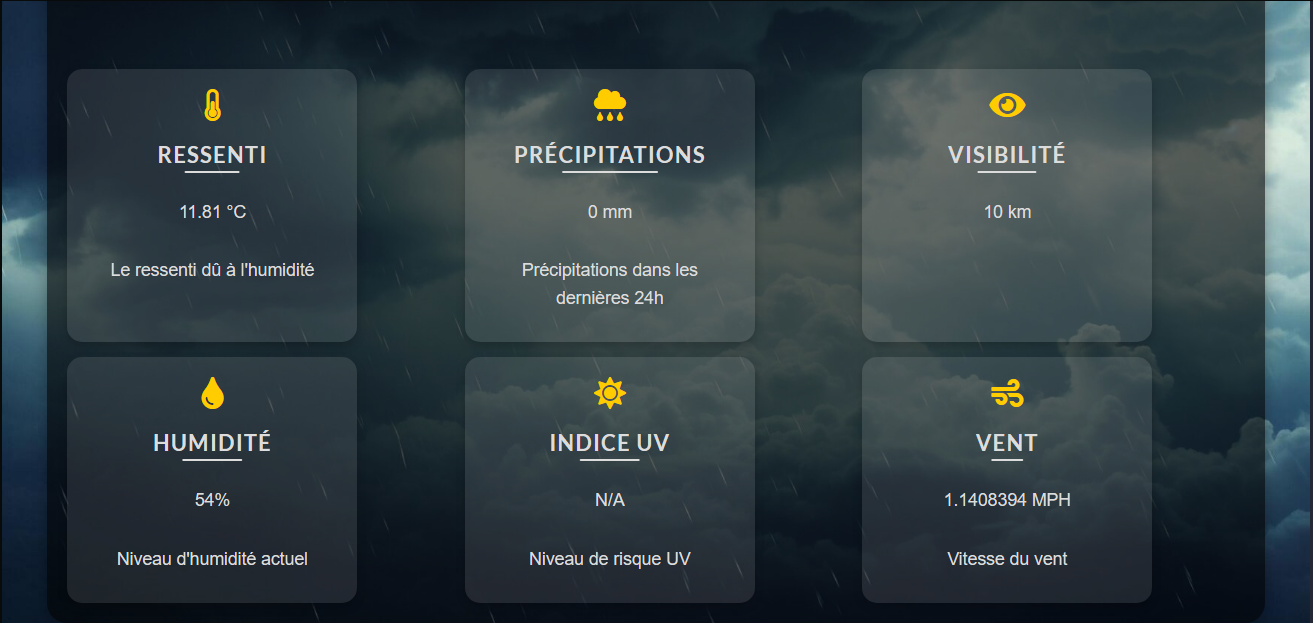 RESSENTI
11.81 °C
Le ressenti dû à l'humidité
PRÉCIPITATIONS
0 mm
Précipitations dans les
dernières 24h
VISIBILITÉ
10 km
HUMIDITÉ
54%
Niveau d'humidité actuel
INDICE UV
N/A
Niveau de risque UV
VENT
1.1408394 MPH
Vitesse du vent